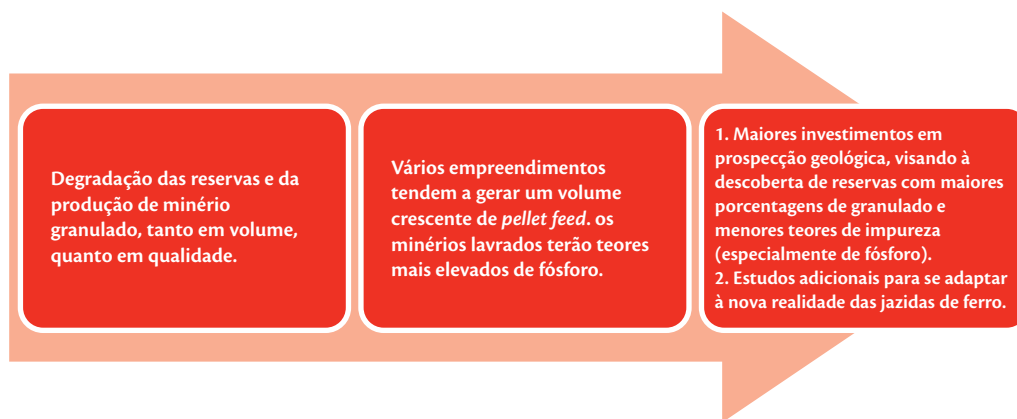 Degradação das reservas e da
produção de minério
granulado, tanto em volume,
quanto em qualidade.
Vários empreendimentos
tendem a gerar um volume
crescente de pellet feed. os
minérios lavrados terão teores
mais elevados de fósforo.
1. Maiores investimentos em
prospecção geológica, visando à
descoberta de reservas com maiores
porcentagens de granulado e
menores teores de impureza
(especialmente de fósforo).
2. Estudos adicionais para se adaptar
à nova realidade das jazidas de ferro.